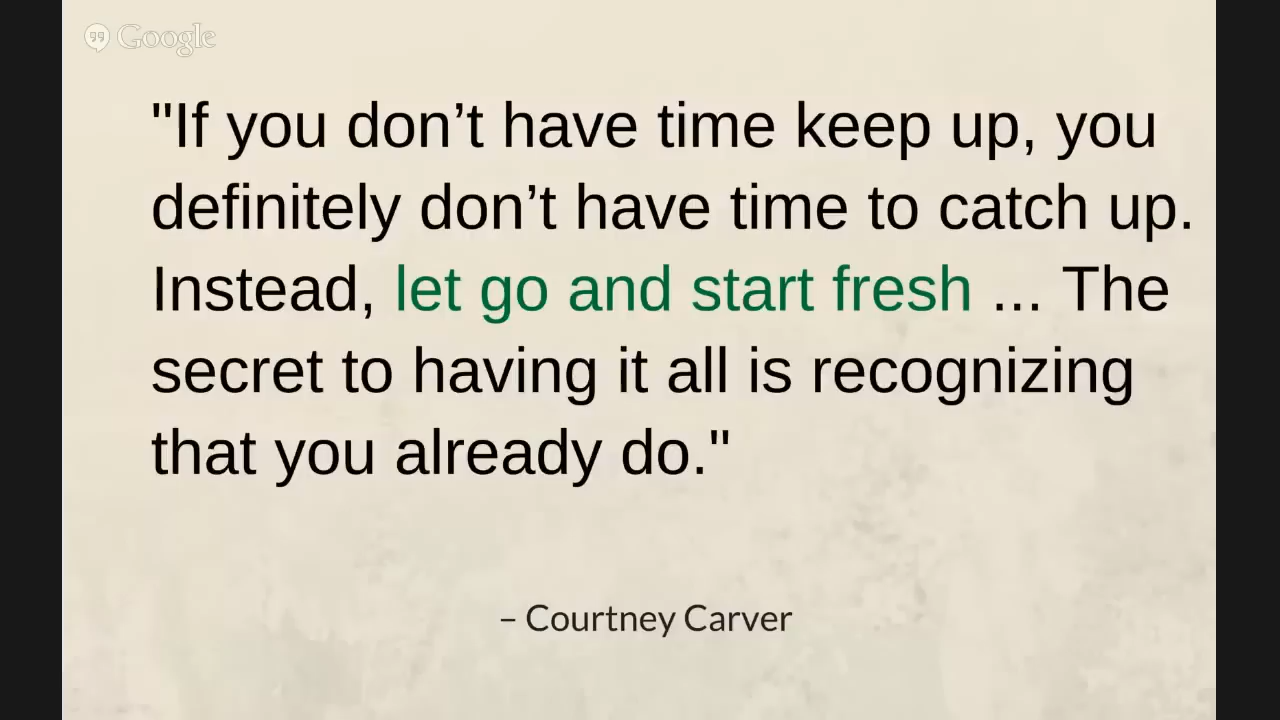 Google
"If you don’t have time keep up, you
definitely don’t have time to catch up.
Instead, let go and start fresh ... The
secret to having it all is recognizing
that you already do."
– Courtney Carver